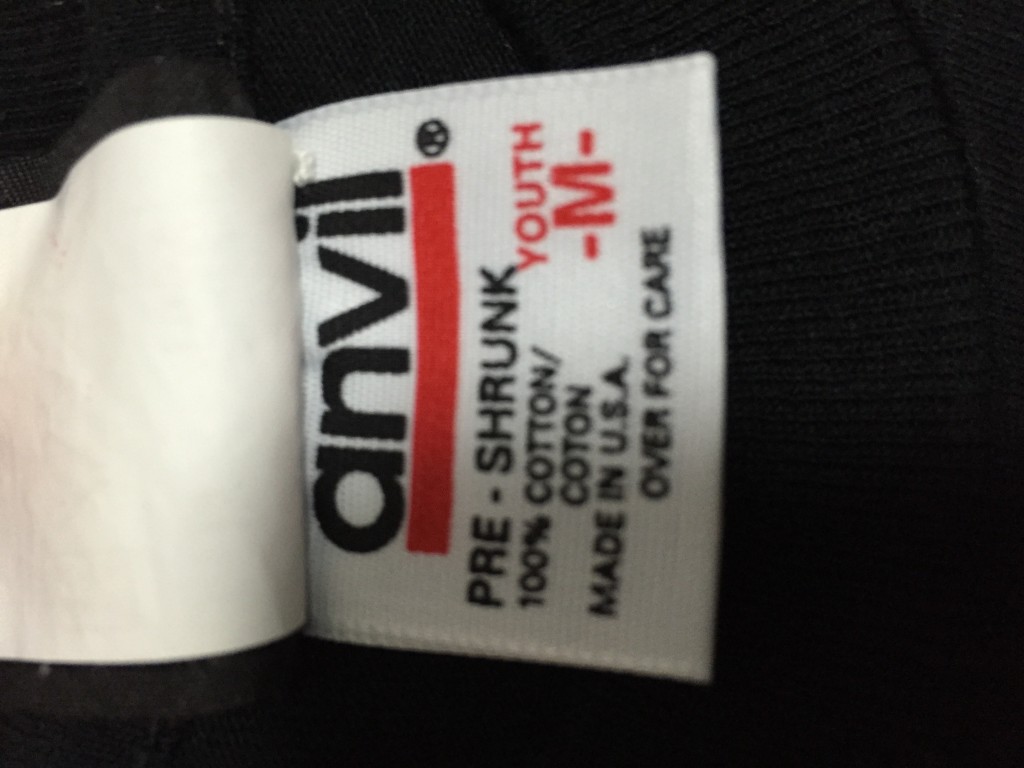 anvil®
PRE - SHRUNK
YOUTH
100% COTTON/
-M-
COTON
MADE IN U.S.A.
OVER FOR CARE